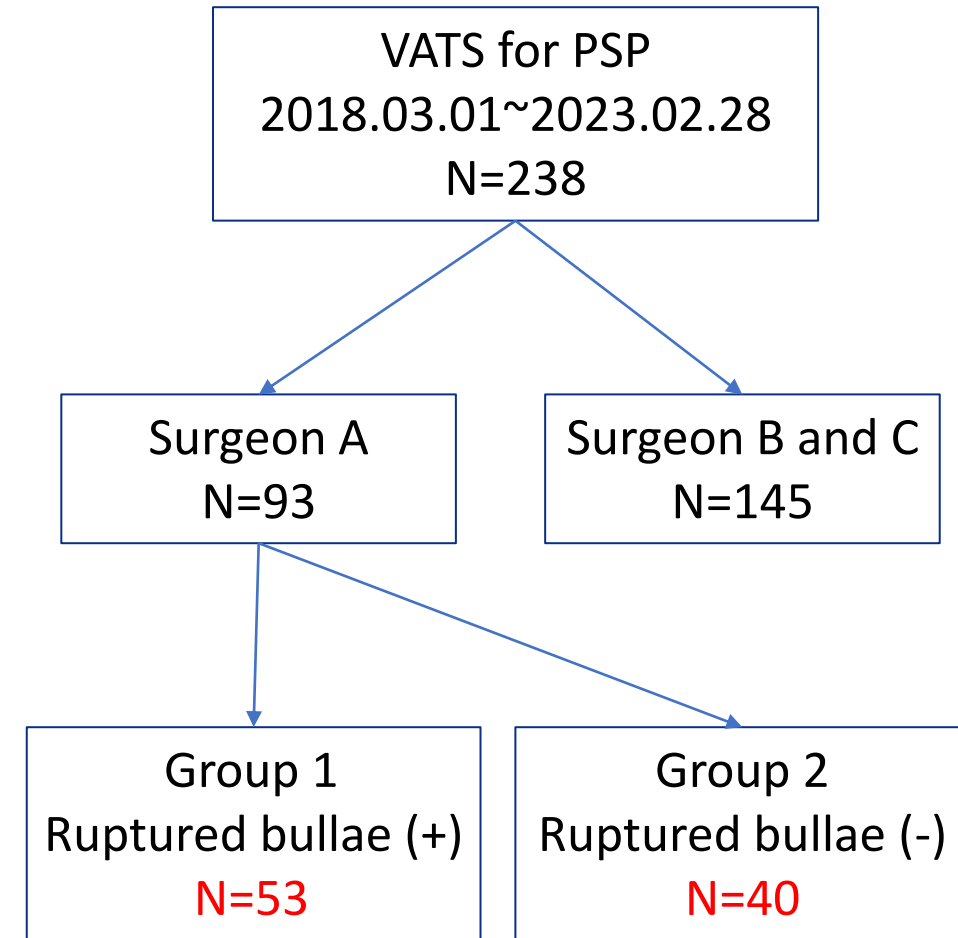 VATS for PSP
2018.03.01~2023.02.28
N=238
Surgeon A
N=93
Surgeon B and C
N=145
Group 1
Ruptured bullae (+)
N=53
Group 2
Ruptured bullae (-)
N=40